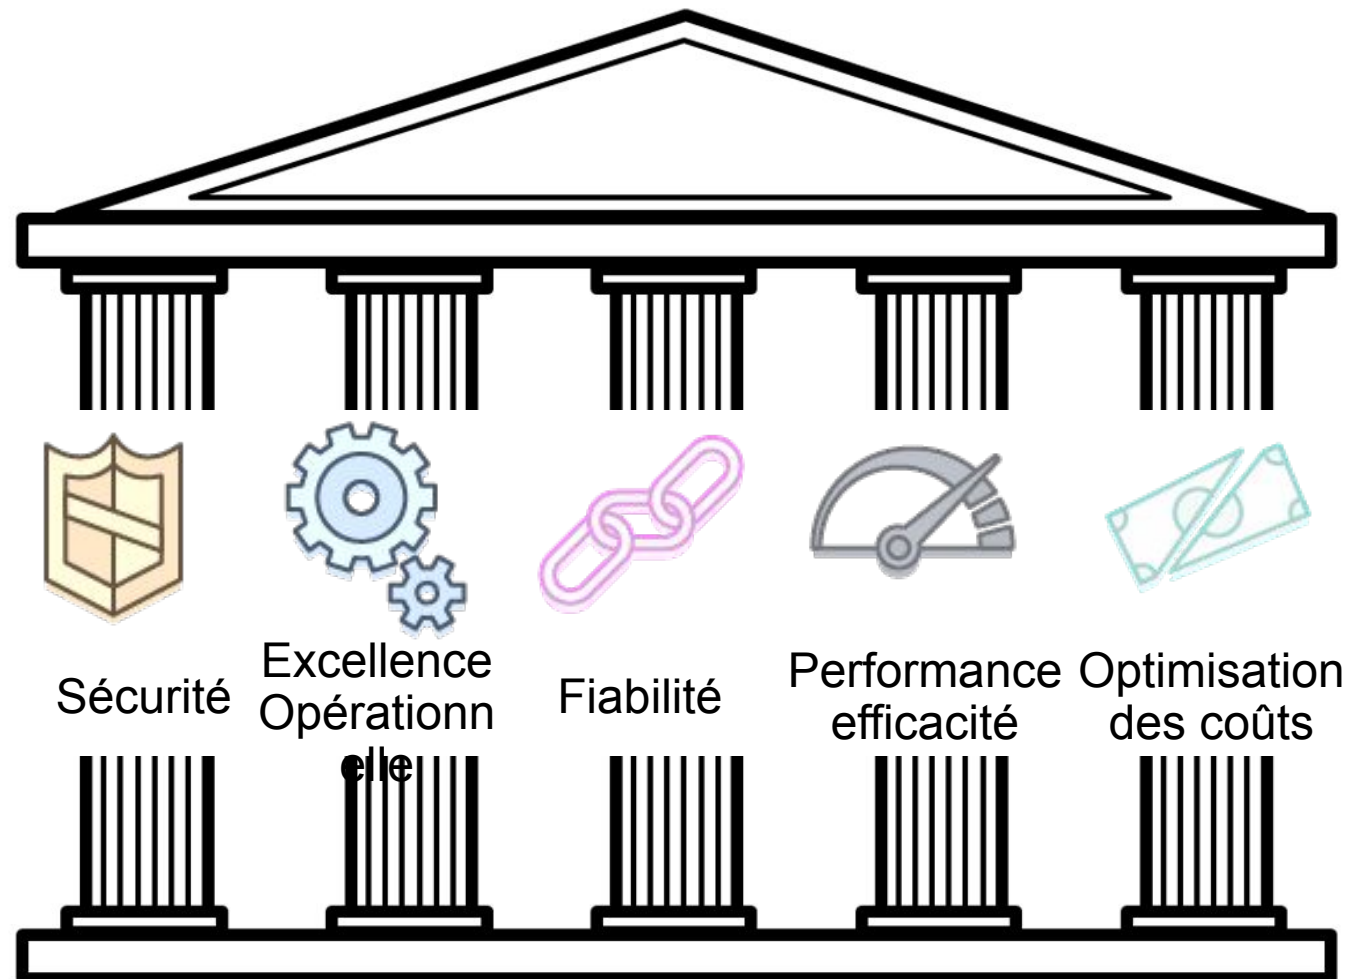 Sécurité
Excellence
Opérationn
elle
Fiabilité
Performance
efficacité
Optimisation
des coûts